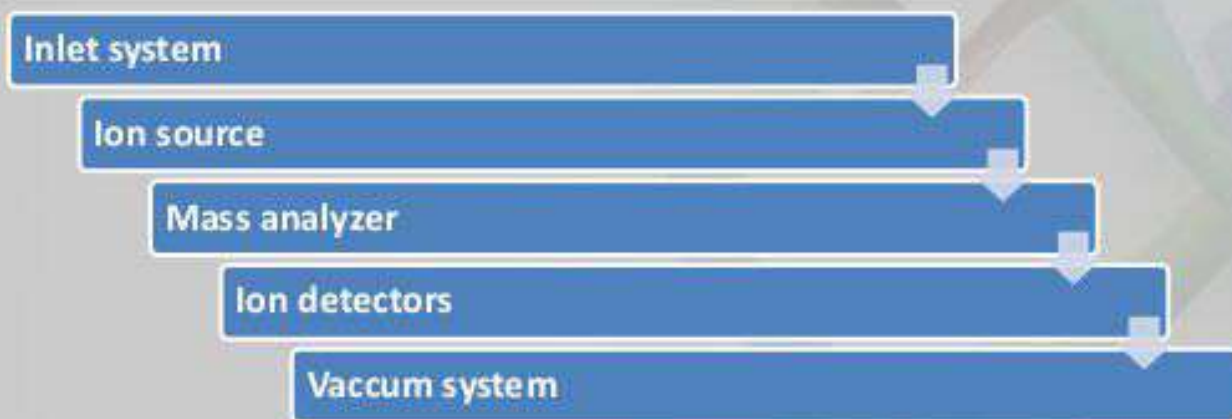 Inlet system
Ion source
Mass analyzer
Ion detectors
Vaccum system